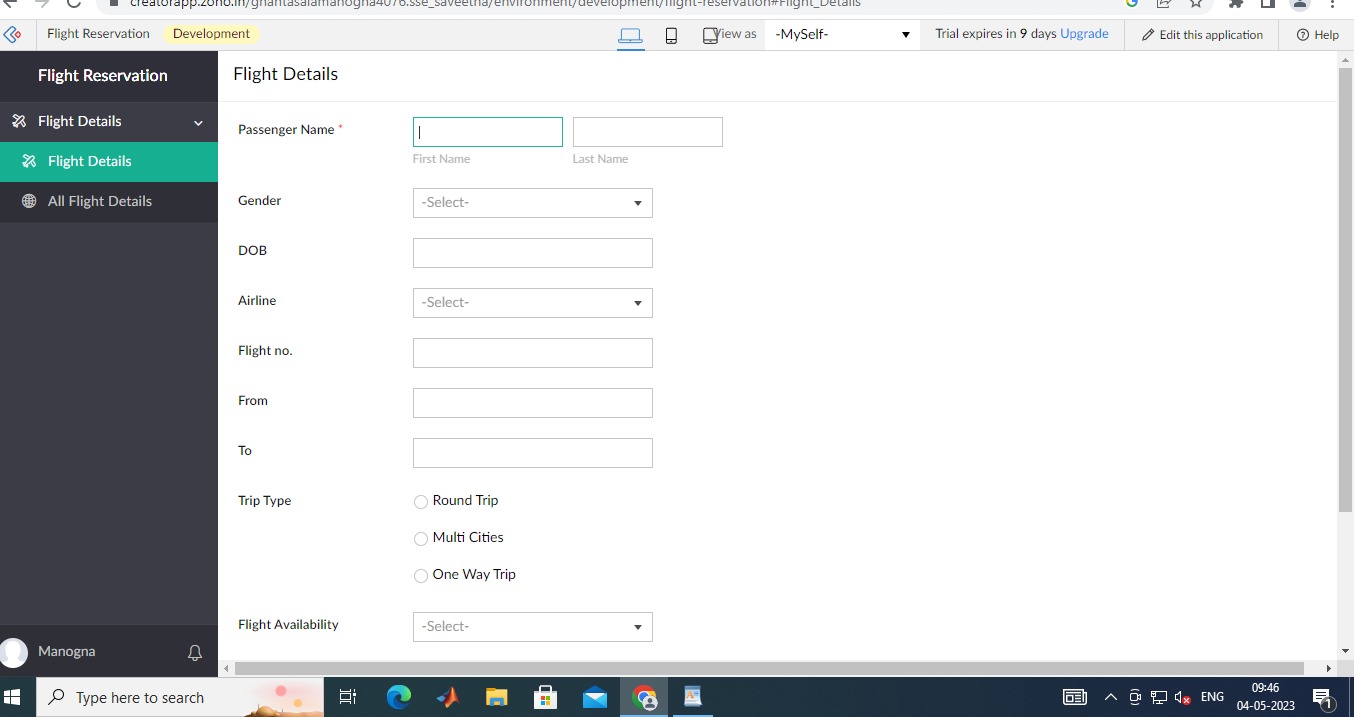 creatorapp.zoho.in/ghantasalamanogna4076.sse_saveetha/environment/development/flight-reservation#Flight_Details
Flight Reservation Development View as -MySelf- Trial expires in 9 days Upgrade Edit this application Help
Flight Reservation
Flight Details
Flight Details
All Flight Details
Manogna
Flight Details
Passenger Name *
First Name Last Name
Gender -Select-
DOB
Airline -Select-
Flight no.
From
To
Trip Type Round Trip
Multi Cities
One Way Trip
Flight Availability -Select-
Type here to search
ENG
09:46
04-05-2023
1